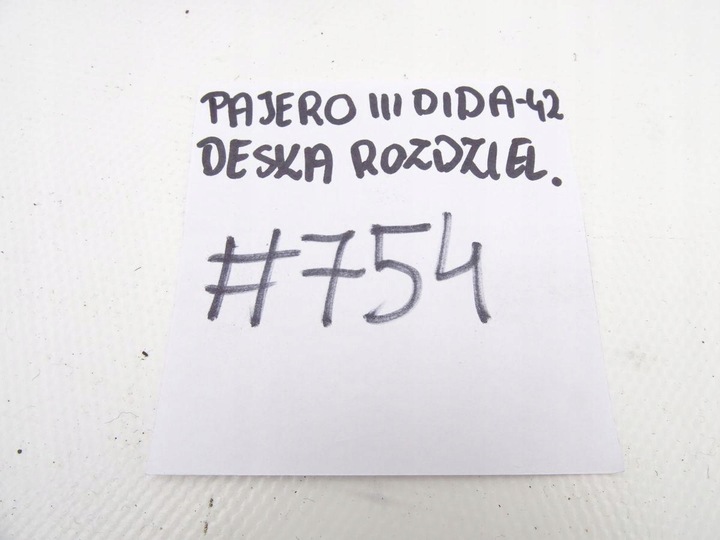 PAJERO III DIDA-42
DESKA ROZDZIEL.
#754